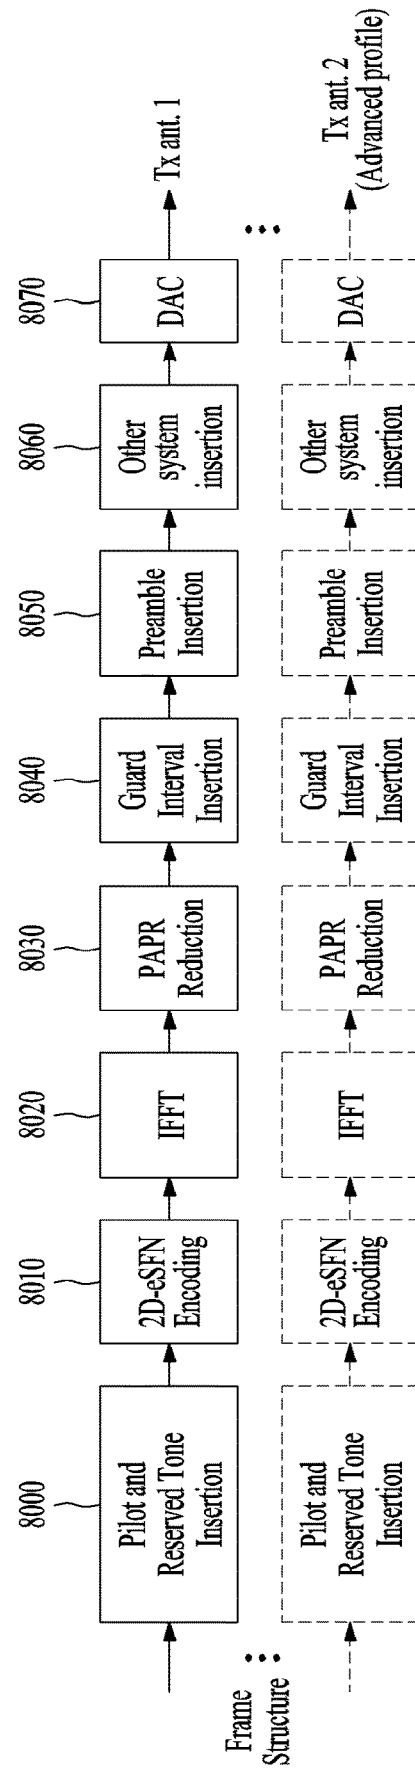 8000
8010
8020
8030
8040
8050
8060
8070
Frame
Structure
Pilot and
Reserved Tone
Insertion
2D-eSFN
Encoding
IFFT
PAPR
Reduction
Guard
Interval
Insertion
Preamble
Insertion
Other
system
insertion
DAC
Tx ant. 1
Pilot and
Reserved Tone
Insertion
2D-eSFN
Encoding
IFFT
PAPR
Reduction
Guard
Interval
Insertion
Preamble
Insertion
Other
system
insertion
DAC
Tx ant. 2
(Advanced profile)